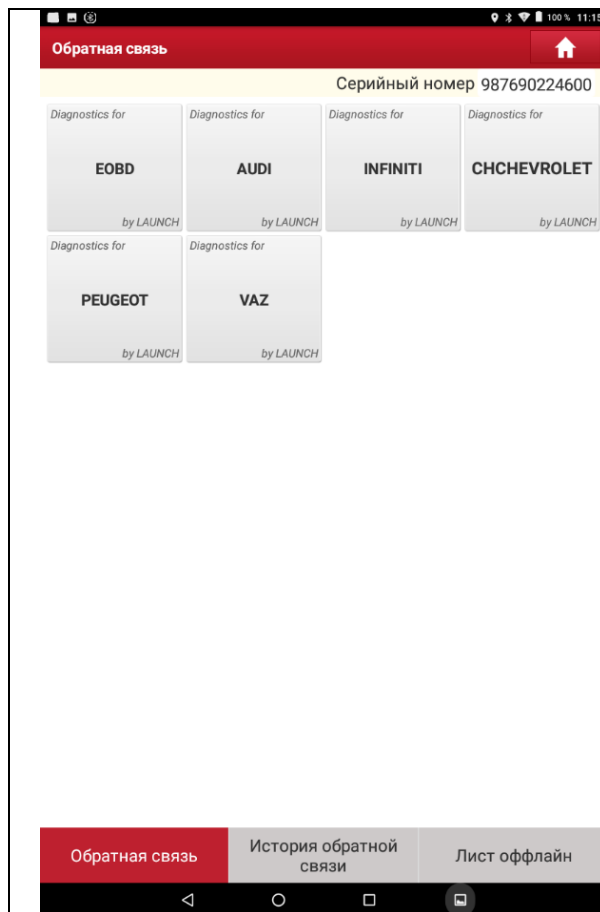 100 % 11:15
Обратная связь
Серийный номер 987690224600
Diagnostics for Diagnostics for Diagnostics for Diagnostics for
EOBD AUDI INFINITI CHCHEVROLET
by LAUNCH by LAUNCH by LAUNCH by LAUNCH
Diagnostics for Diagnostics for
PEUGEOT VAZ
by LAUNCH by LAUNCH
Обратная связь История обратной связи Лист оффлайн